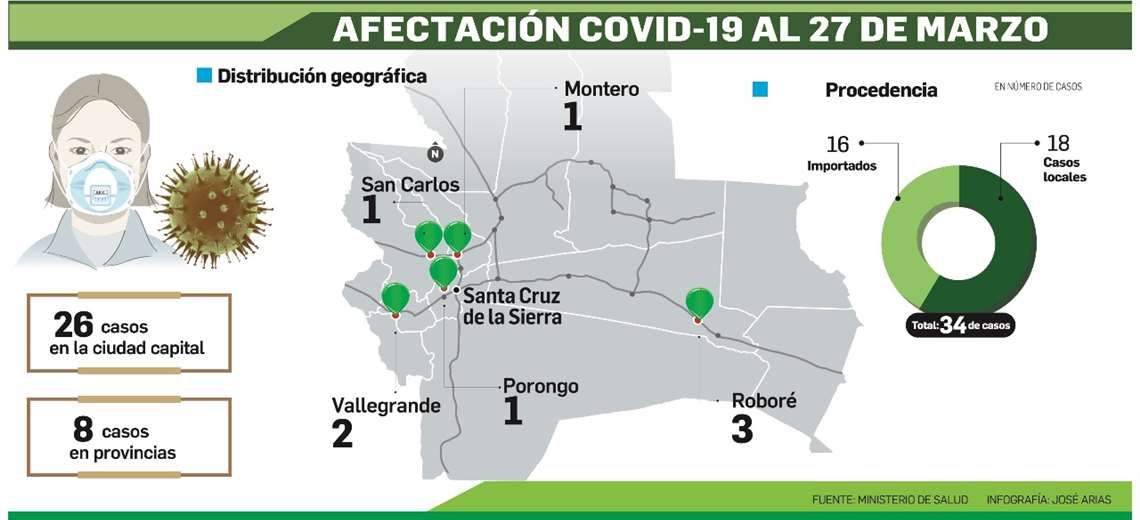 AFECTACIÓN COVID-19 AL 27 DE MARZO
Distribución geográfica
Montero
1
N
San Carlos
1
Santa Cruz
de la Sierra
Porongo
1
Vallegrande
2
Roboré
3
26 casos
en la ciudad capital
8 casos
en provincias
Procedencia
EN NÚMERO DE CASOS
16
Importados
18
Casos
locales
Total: 34 de casos
FUENTE: MINISTERIO DE SALUD INFOGRAFÍA: JOSÉ ARIAS